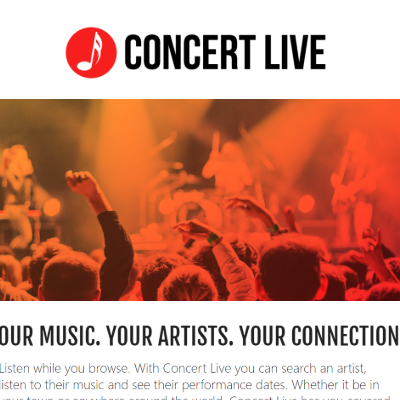 CONCERT LIVE
OUR MUSIC. YOUR ARTISTS. YOUR CONNECTION
Listen while you browse. With Concert Live you can search an artist,
listen to their music and see their performance dates. Whether it be in
your town or anywhere around the world, Concert Live has you covered